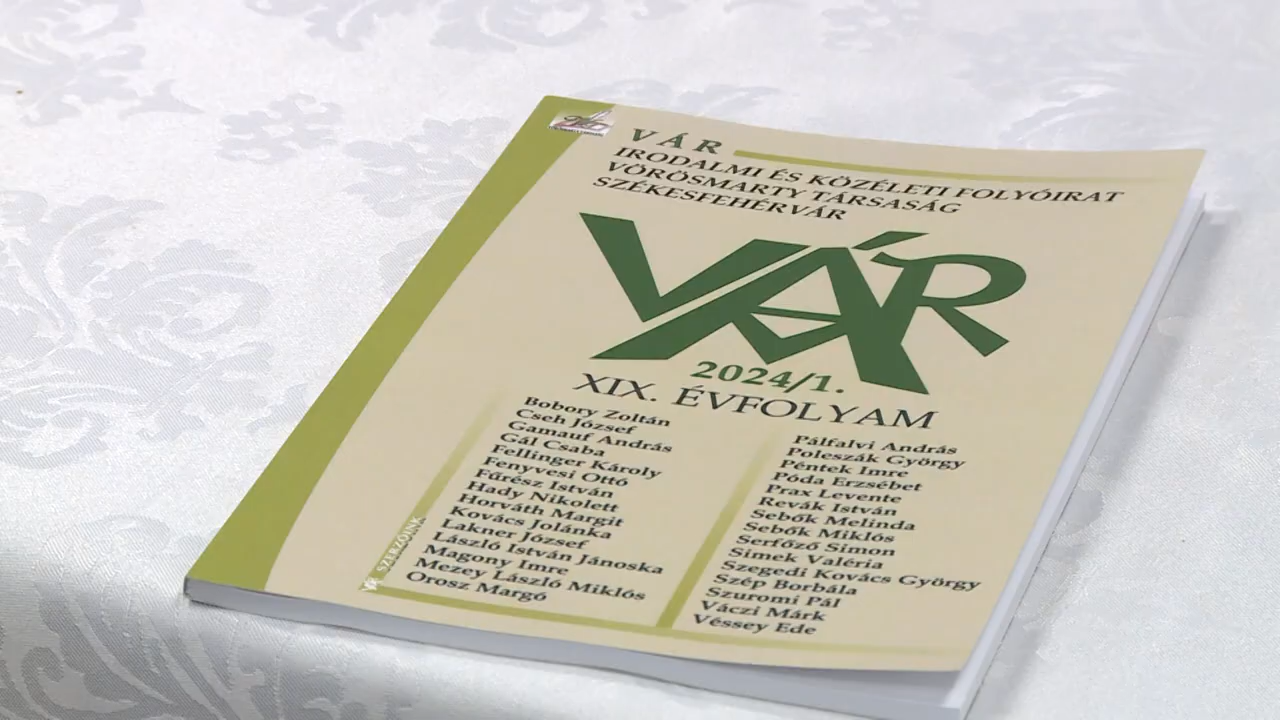 VÁR
IRODALMI ÉS KÖZÉLETI FOLYÓIRAT
VÖRÖSMARTY TÁRSASÁG
SZÉKESFEHÉRVÁR
VÁR
2024/1.
XIX. ÉVFOLYAM
VÁR SZERZŐINK
Bobory Zoltán
Cseh József
Gamauf András
Gál Csaba
Fellinger Károly
Fenyvesi Ottó
Fűrész István
Hady Nikolett
Horváth Margit
Kovács Jolánka
Lakner József
László István Jánoska
Magony Imre
Mezey László Miklós
Orosz Margó
Pálfalvi András
Poleszák György
Péntek Imre
Póda Erzsébet
Prax Levente
Revák István
Sebők Melinda
Sebők Miklós
Serfőző Simon
Simek Valéria
Szegedi Kovács György
Szép Borbála
Szuromi Pál
Váczi Márk
Véssey Ede